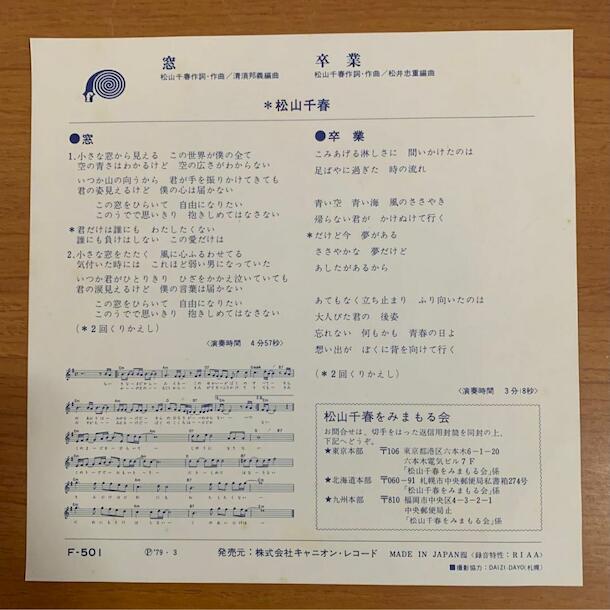 窓
松山千春作詞・作曲／清須邦義編曲
卒業
松山千春作詞・作曲／松井忠重編曲
＊松山千春
●窓
1.小さな窓から見える この世界が僕の全て
空の青さはわかるけど 空の広さがわからない
いつか山の向うから 君が手を振りかけてきても
君の姿見えるけど 僕の心は届かない
この窓をひらいて 自由になりたい
このうでで思いきり 抱きしめてはなさない
＊君だけは誰にも わたしたくない
誰にも負けはしない この愛だけは
2.小さな窓をたたく 風に心ふるわせてる
気付いた時には これほど弱い男になっていた
いつか君がひとりきり ひざをかかえ泣いていても
君の涙見えるけど 僕の言葉は届かない
この窓をひらいて 自由になりたい
このうでで思いきり 抱きしめてはなさない
（＊2回くりかえし）
〈演奏時間 4分57秒〉
●卒業
こみあげる淋しさに 問いかけたのは
足ばやに過ぎた 時の流れ
青い空 青い海 風のささやき
帰らない君が かけぬけて行く
＊だけど今 夢がある
ささやかな 夢だけど
あしたがあるから
あてもなく立ち止まり ふり向いたのは
大人びた君の 後姿
忘れない 何もかも 青春の日よ
想い出が ぼくに背を向けて行く
（＊2回くりかえし）
〈演奏時間 3分18秒〉
松山千春をみまもる会
お問合せは、切手をはった返信用封筒を同封の上、
下記へどうぞ。
★東京本部 〒106 東京都港区六本木6－1－20
六本木電気ビル7F
「松山千春をみまもる会」係
★北海道本部 〒060－91 札幌市中央郵便局私書箱274号
「松山千春をみまもる会」係
★九州本部 〒810 福岡市中央区4－3－2－1
中央郵便局止
「松山千春をみまもる会」係
F-501
Ⓟ'79・3
発売元：株式会社キャニオン・レコード
MADE IN JAPAN
〈録音特性：RIAA〉
■撮影協力：DAIZI-DAYO(札幌)